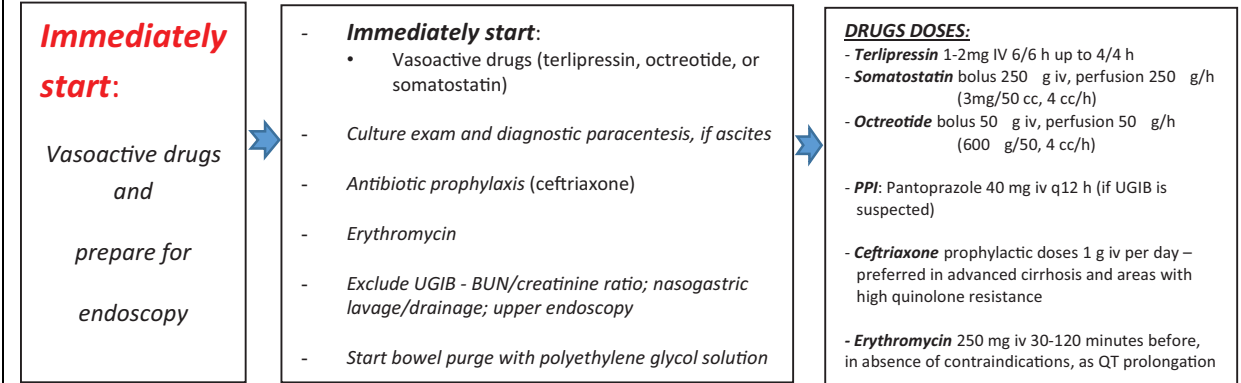 Immediately
start:
Vasoactive drugs
and
prepare for
endoscopy
- Immediately start:
• Vasoactive drugs (terlipressin, octreotide, or
somatostatin)
- Culture exam and diagnostic paracentesis, if ascites
- Antibiotic prophylaxis (ceftriaxone)
- Erythromycin
- Exclude UGIB - BUN/creatinine ratio; nasogastric
lavage/drainage; upper endoscopy
- Start bowel purge with polyethylene glycol solution
DRUGS DOSES:
- Terlipressin 1-2mg IV 6/6 h up to 4/4 h
- Somatostatin bolus 250 g iv, perfusion 250 g/h
(3mg/50 cc, 4 cc/h)
- Octreotide bolus 50 g iv, perfusion 50 g/h
(600 g/50, 4 cc/h)
- PPI: Pantoprazole 40 mg iv q12 h (if UGIB is
suspected)
- Ceftriaxone prophylactic doses 1 g iv per day –
preferred in advanced cirrhosis and areas with
high quinolone resistance
- Erythromycin 250 mg iv 30-120 minutes before,
in absence of contraindications, as QT prolongation